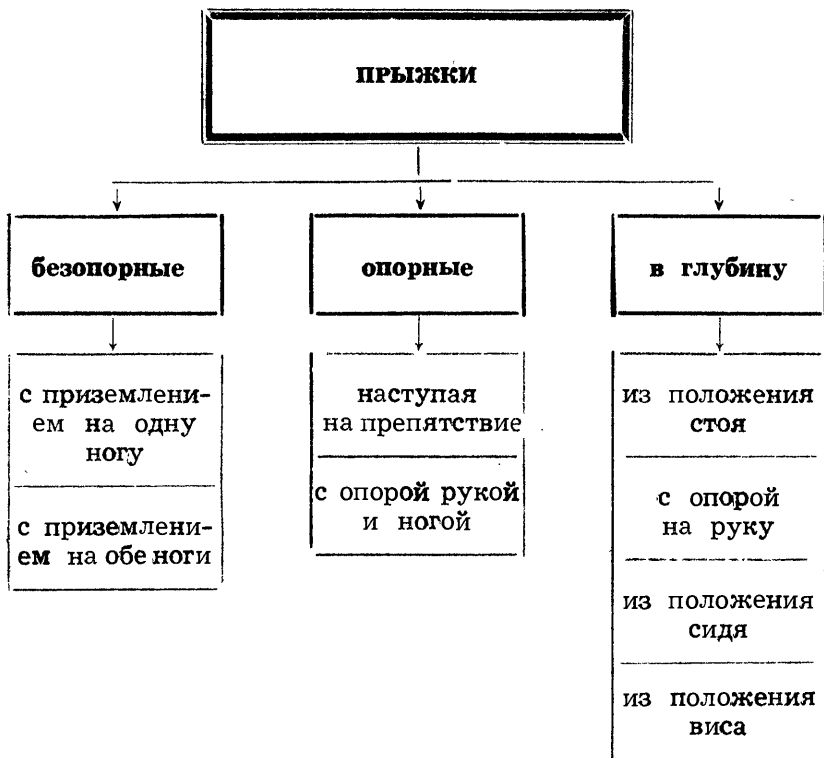 ПРЫЖКИ
безопорные
опорные
в глубину
с приземлени-
ем на одну
ногу
с приземлени-
ем на обе ноги
наступая
на препятствие
с опорой рукой
и ногой
из положения
стоя
с опорой
на руку
из положения
сидя
из положения
виса